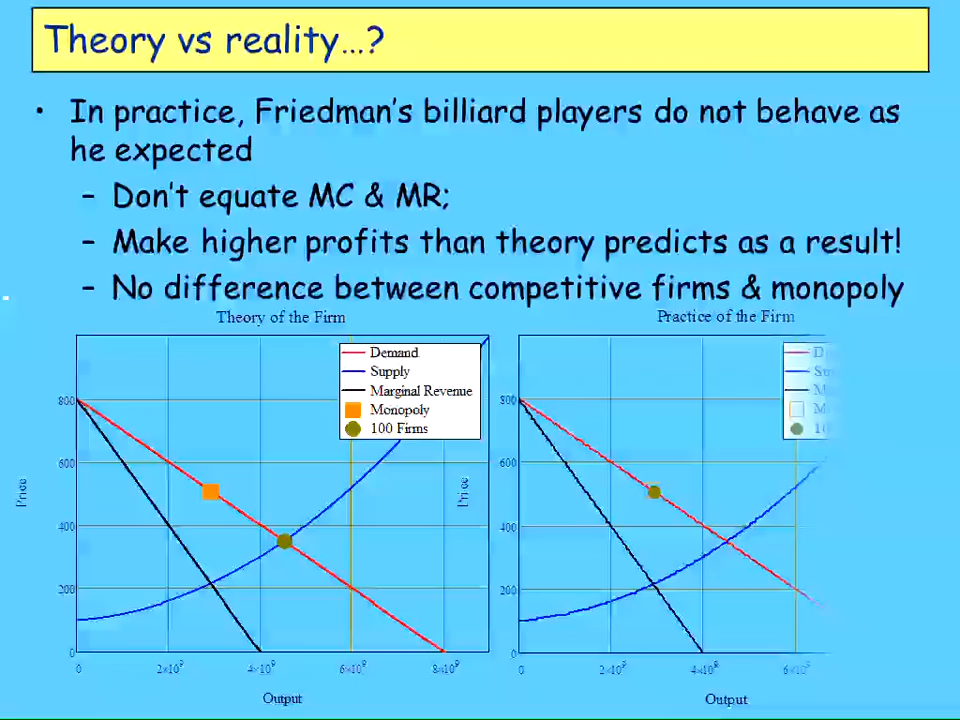 Theory vs reality…?
• In practice, Friedman's billiard players do not behave as
he expected
– Don't equate MC & MR;
– Make higher profits than theory predicts as a result!
– No difference between competitive firms & monopoly
Theory of the Firm
Demand
Supply
Marginal Revenue
Monopoly
100 Firms
Price
800
600
400
200
0
0 2×10⁹ 4×10⁹ 6×10⁹ 8×10⁹
Output
Practice of the Firm
Price
800
600
400
200
0
0 2×10⁹ 4×10⁹ 6×10⁹
Output